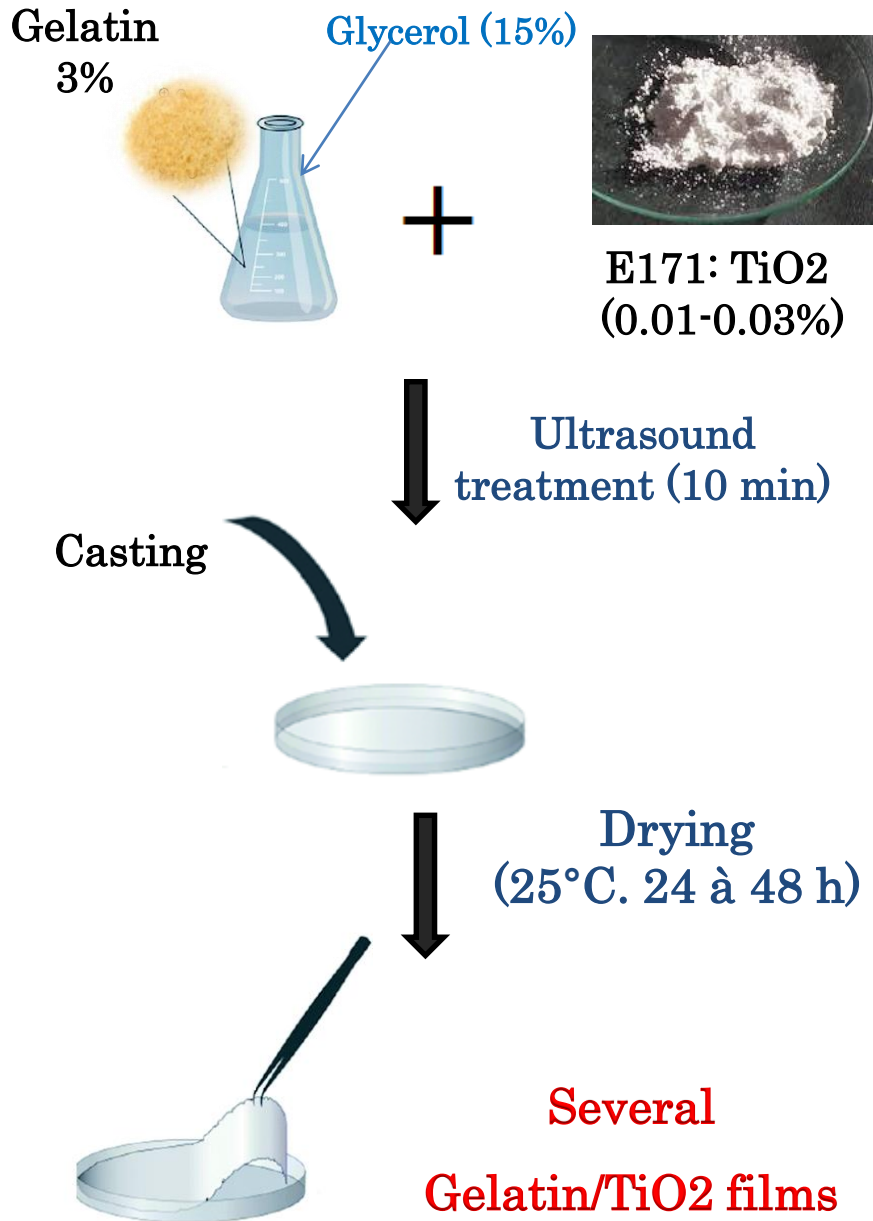 Gelatin
3%
Glycerol (15%)
E171: TiO2
(0.01-0.03%)
Ultrasound
treatment (10 min)
Casting
Drying
(25°C. 24 à 48 h)
Several
Gelatin/TiO2 films